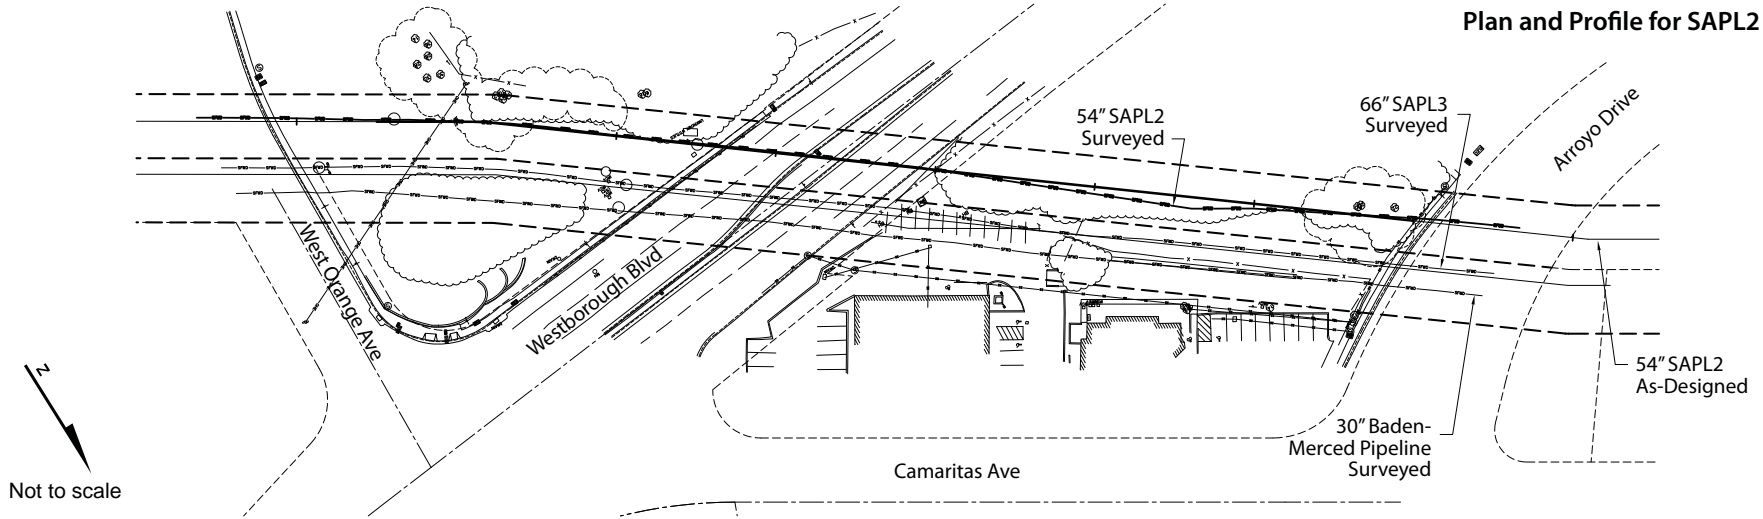 Plan and Profile for SAPL2
54" SAPL2
Surveyed
66" SAPL3
Surveyed
Arroyo Drive
West Orange Ave
Westborough Blvd
54" SAPL2
As-Designed
30" Baden-
Merced Pipeline
Surveyed
Camaritas Ave
N
Not to scale